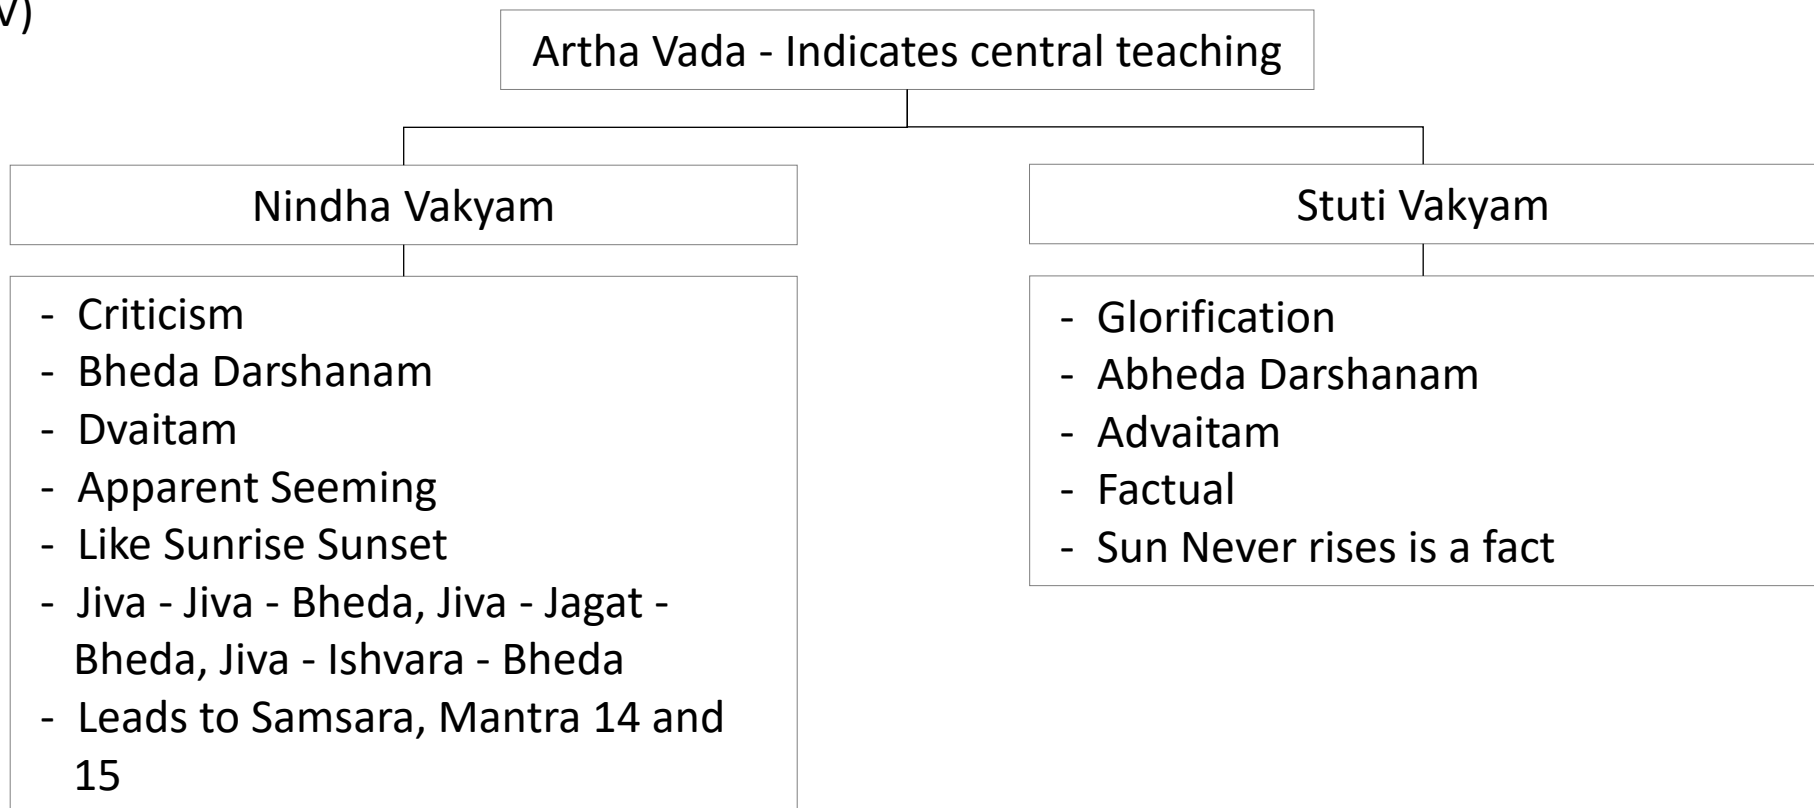 V)
Artha Vada - Indicates central teaching
Nindha Vakyam
Stuti Vakyam
- Criticism
- Bheda Darshanam
- Dvaitam
- Apparent Seeming
- Like Sunrise Sunset
- Jiva - Jiva - Bheda, Jiva - Jagat -
Bheda, Jiva - Ishvara - Bheda
- Leads to Samsara, Mantra 14 and
15
- Glorification
- Abheda Darshanam
- Advaitam
- Factual
- Sun Never rises is a fact